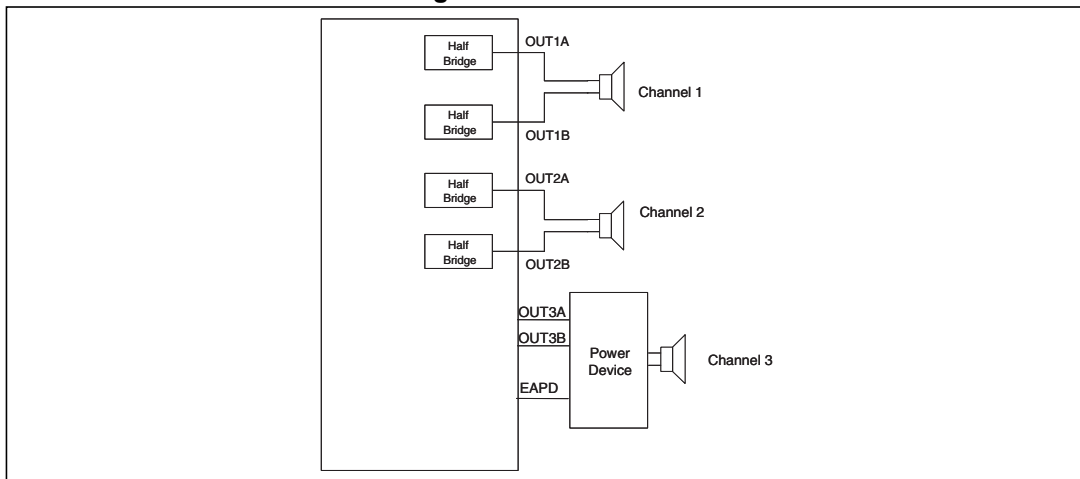 Half
Bridge
OUT1A
Channel 1
Half
Bridge
OUT1B
Half
Bridge
OUT2A
Channel 2
Half
Bridge
OUT2B
OUT3A
OUT3B
Power
Device
Channel 3
EAPD